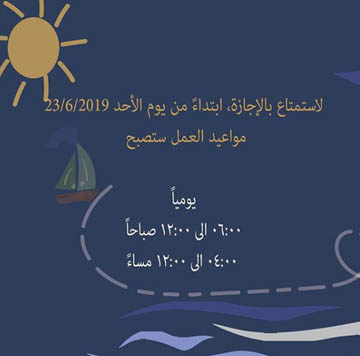 لاستمتاع بالإجازة، ابتداءً من يوم الأحد 23/6/2019
مواعيد العمل ستصبح
يومياً
٠٦:٠٠ الى ١٢:٠٠ صباحاً
٠٤:٠٠ الى ١٢:٠٠ مساءً